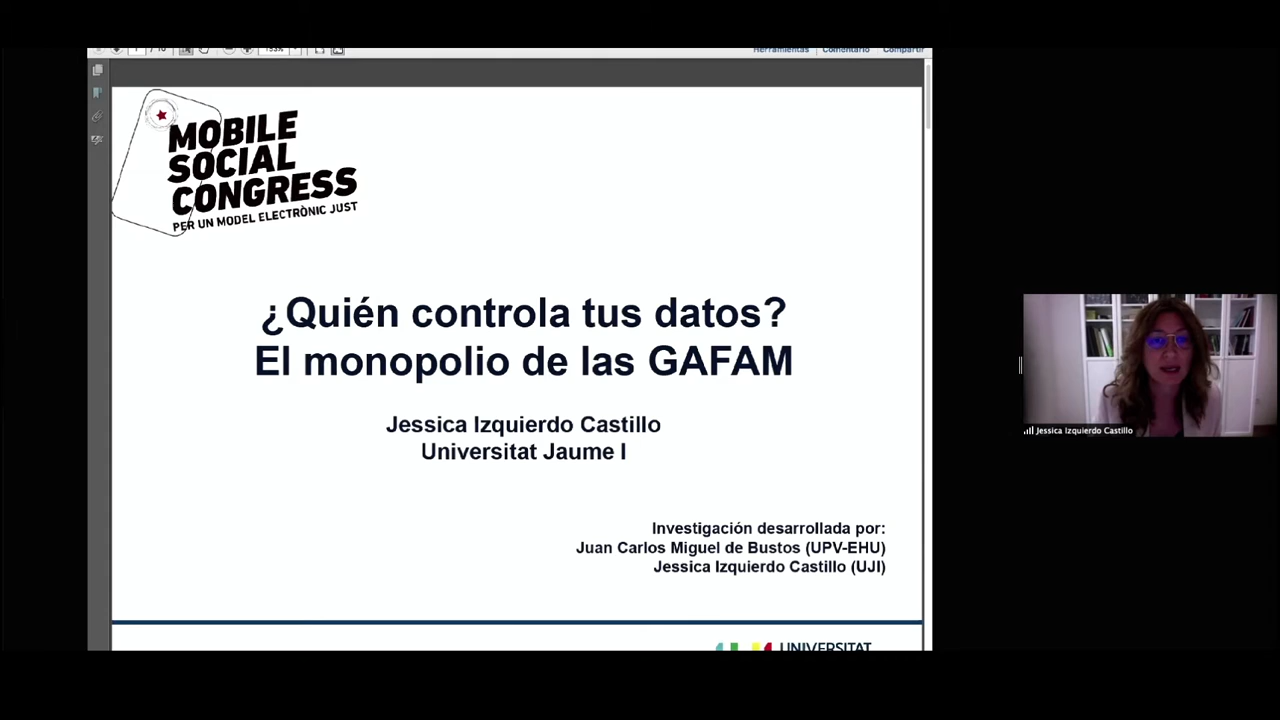 Herramientas Comentario Compartir
MOBILE
SOCIAL
CONGRESS
PER UN MODEL ELECTRÒNIC JUST
¿Quién controla tus datos?
El monopolio de las GAFAM
Jessica Izquierdo Castillo
Universitat Jaume I
Investigación desarrollada por:
Juan Carlos Miguel de Bustos (UPV-EHU)
Jessica Izquierdo Castillo (UJI)
UNIVERSITAT
Jessica Izquierdo Castillo